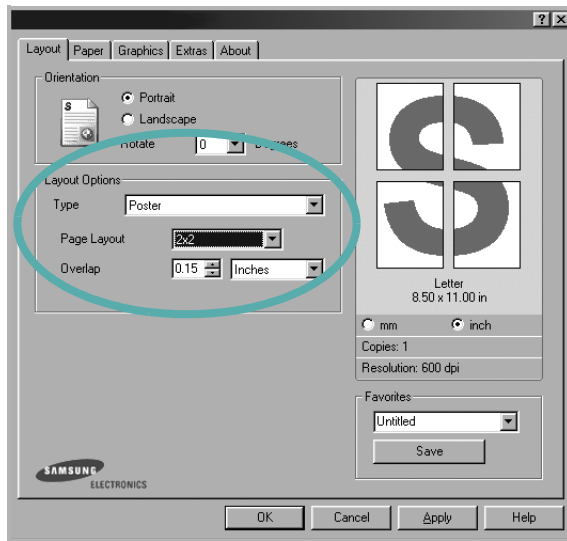 ? X
Layout Paper Graphics Extras About
Orientation
S
Portrait
Landscape
Rotate 0 Degrees
Layout Options
Type Poster
Page Layout 2x2
Overlap 0.15 Inches
S
Letter
8.50 x 11.00 in
mm inch
Copies: 1
Resolution: 600 dpi
Favorites
Untitled
Save
SAMSUNG
ELECTRONICS
OK Cancel Apply Help